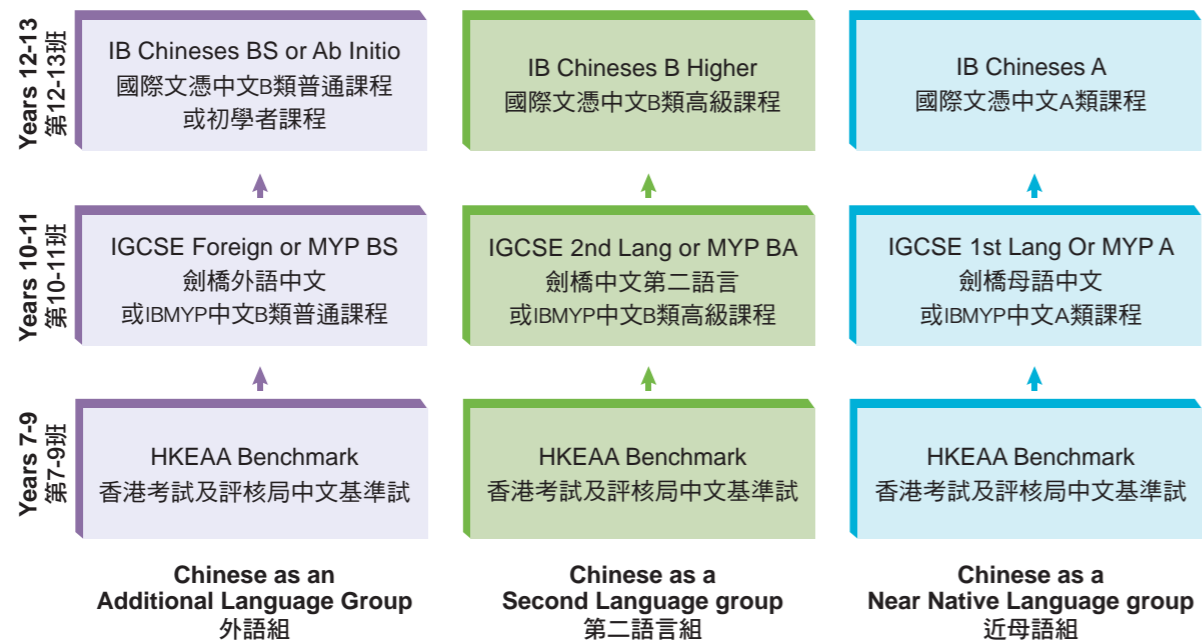 Years 12-13
第12-13班
IB Chineses BS or Ab Initio
國際文憑中文B類普通課程
或初學者課程
IB Chineses B Higher
國際文憑中文B類高級課程
IB Chineses A
國際文憑中文A類課程
Years 10-11
第10-11班
IGCSE Foreign or MYP BS
劍橋外語中文
或IBMYP中文B類普通課程
IGCSE 2nd Lang or MYP BA
劍橋中文第二語言
或IBMYP中文B類高級課程
IGCSE 1st Lang Or MYP A
劍橋母語中文
或IBMYP中文A類課程
Years 7-9
第7-9班
HKEAA Benchmark
香港考試及評核局中文基準試
HKEAA Benchmark
香港考試及評核局中文基準試
HKEAA Benchmark
香港考試及評核局中文基準試
Chinese as an
Additional Language Group
外語組
Chinese as a
Second Language group
第二語言組
Chinese as a
Near Native Language group
近母語組